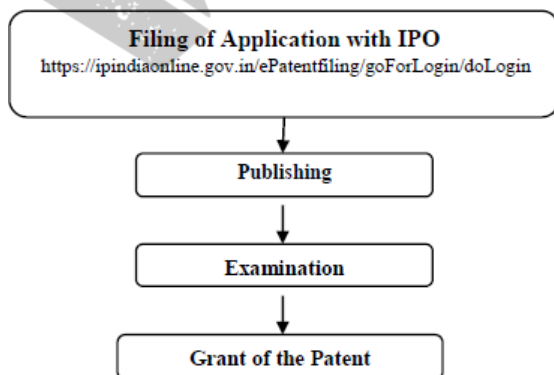 Filing of Application with IPO
https://ipindiaonline.gov.in/ePatentfiling/goForLogin/doLogin
Publishing
Examination
Grant of the Patent